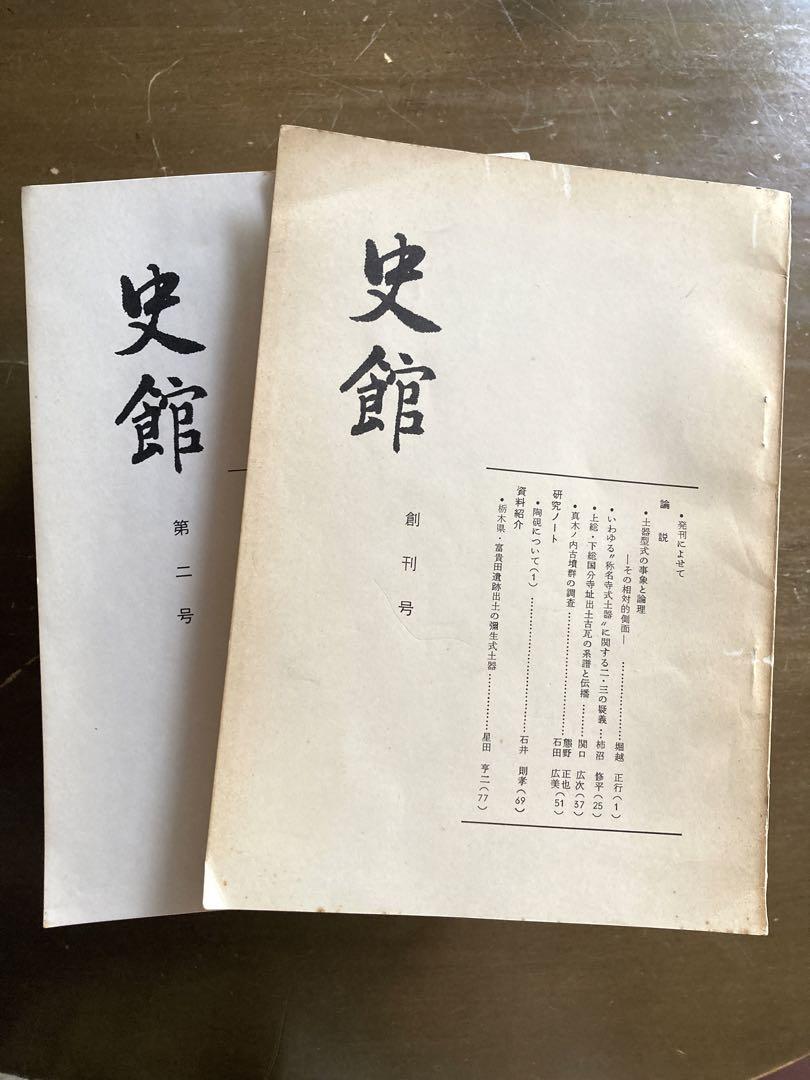 史館
創刊号
・発刊によせて
論説
・土器型式の事象と論理
―その相対的側面― ‥‥‥‥‥‥‥‥ 堀越 正行(1)
・いわゆる〝称名寺式土器〟に関する二・三の疑義‥‥柿沼 修平(25)
・上総・下総国分寺址出土古瓦の系譜と伝播‥‥‥関口 広次(37)
・真木ノ内古墳群の調査‥‥‥‥‥‥‥‥熊野 正也
石田 広美(51)
研究ノート
・陶硯について(1)‥‥‥‥‥‥‥‥石井 則孝(69)
資料紹介
・栃木県・富貴田遺跡出土の彌生式土器‥‥‥‥‥星田 亨二(77)
史館
第二号